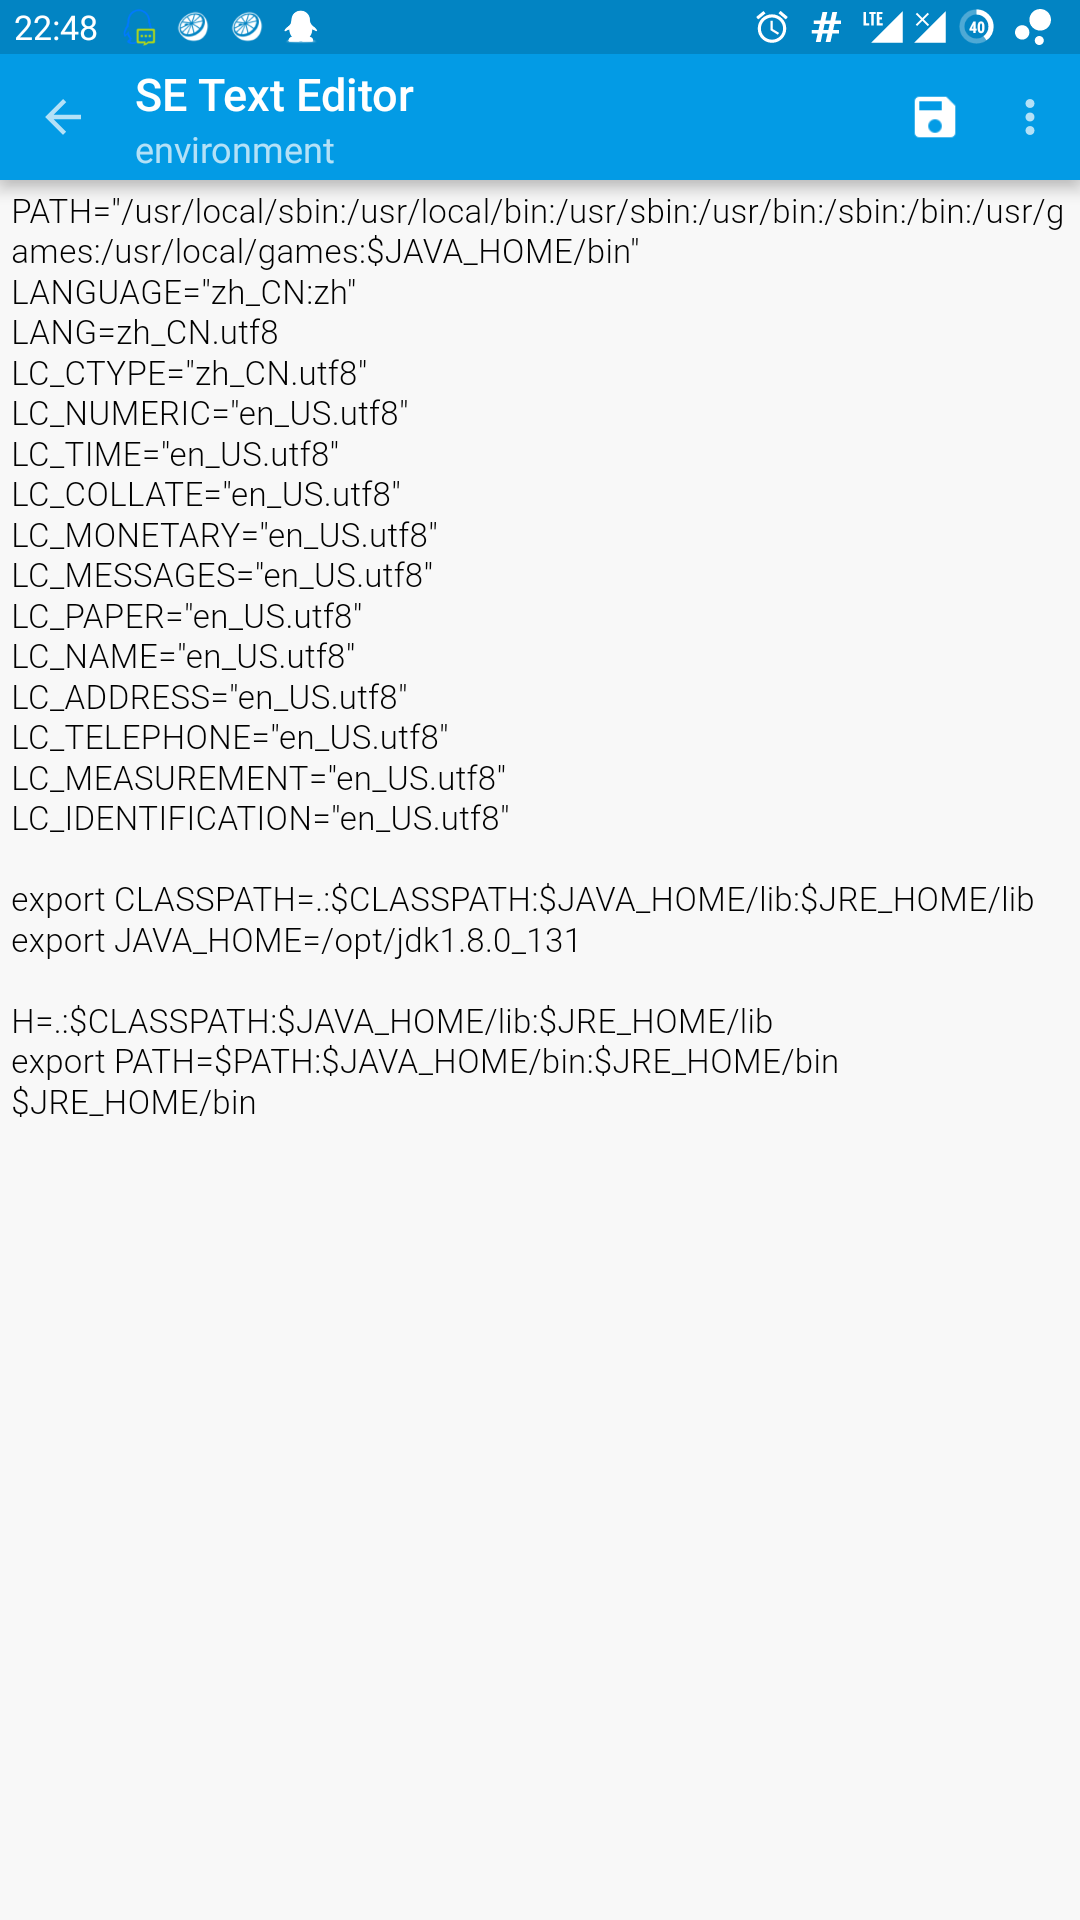 22:48
LTE
40
SE Text Editor
environment
PATH="/usr/local/sbin:/usr/local/bin:/usr/sbin:/usr/bin:/sbin:/bin:/usr/g
ames:/usr/local/games:$JAVA_HOME/bin"
LANGUAGE="zh_CN:zh"
LANG=zh_CN.utf8
LC_CTYPE="zh_CN.utf8"
LC_NUMERIC="en_US.utf8"
LC_TIME="en_US.utf8"
LC_COLLATE="en_US.utf8"
LC_MONETARY="en_US.utf8"
LC_MESSAGES="en_US.utf8"
LC_PAPER="en_US.utf8"
LC_NAME="en_US.utf8"
LC_ADDRESS="en_US.utf8"
LC_TELEPHONE="en_US.utf8"
LC_MEASUREMENT="en_US.utf8"
LC_IDENTIFICATION="en_US.utf8"
export CLASSPATH=.:$CLASSPATH:$JAVA_HOME/lib:$JRE_HOME/lib
export JAVA_HOME=/opt/jdk1.8.0_131
H=.:$CLASSPATH:$JAVA_HOME/lib:$JRE_HOME/lib
export PATH=$PATH:$JAVA_HOME/bin:$JRE_HOME/bin
$JRE_HOME/bin